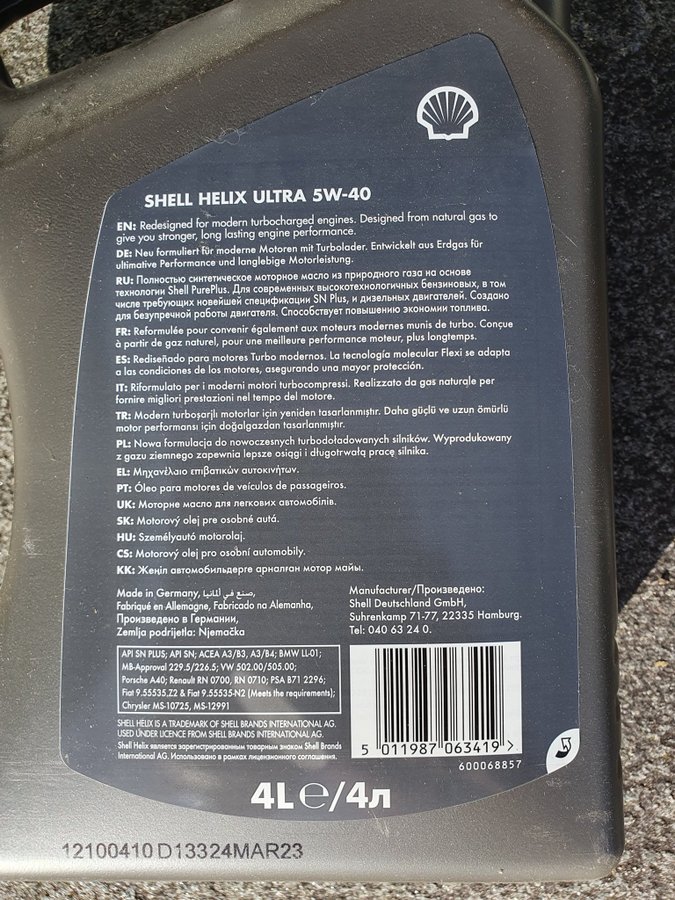 SHELL HELIX ULTRA 5W-40
EN: Redesigned for modern turbocharged engines. Designed from natural gas to
give you stronger, long lasting engine performance.
DE: Neu formuliert für moderne Motoren mit Turbolader. Entwickelt aus Erdgas für
ultimative Performance und langlebige Motorleistung.
RU: Полностью синтетическое моторное масло из природного газа на основе
технологии Shell PurePlus. Для современных высокотехнологичных бензиновых, в том
числе требующих новейшей спецификации SN Plus, и дизельных двигателей. Создано
для безупречной работы двигателя. Способствует повышению экономии топлива.
FR: Reformulée pour convenir également aux moteurs modernes munis de turbo. Conçue
à partir de gaz naturel, pour une meilleure performance moteur, plus longtemps.
ES: Rediseñado para motores Turbo modernos. La tecnología molecular Flexi se adapta
a las condiciones de los motores, asegurando una mayor protección.
IT: Riformulato per i moderni motori turbocompressi. Realizzato da gas naturale per
fornire migliori prestazioni nel tempo del motore.
TR: Modern turboşarjlı motorlar için yeniden tasarlanmıştır. Daha güçlü ve uzun ömürlü
motor performansı için doğalgazdan tasarlanmıştır.
PL: Nowa formulacja do nowoczesnych turbodoładowanych silników. Wyprodukowany
z gazu ziemnego zapewnia lepsze osiągi i długotrwałą pracę silnika.
EL: Μηχανέλαιο επιβατικών αυτοκινήτων.
PT: Óleo para motores de veículos de passageiros.
UK: Моторне масло для легкових автомобілів.
SK: Motorový olej pre osobné autá.
HU: Személyautó motorolaj.
CS: Motorový olej pro osobní automobily.
KK: Жеңіл автомобильдерге арналған мотор майы.
Made in Germany, صنع في ألمانيا,
Fabriqué en Allemagne, Fabricado na Alemanha,
Произведено в Германии,
Zemlja podrijetla: Njemačka
Manufacturer/Произведено:
Shell Deutschland GmbH,
Suhrenkamp 71-77, 22335 Hamburg.
Tel: 040 63 24 0.
API SN PLUS; API SN; ACEA A3/B3, A3/B4; BMW LL-01;
MB-Approval 229.5/226.5; VW 502.00/505.00;
Porsche A40; Renault RN 0700, RN 0710; PSA B71 2296;
Fiat 9.55535.Z2 & Fiat 9.55535-N2 (Meets the requirements);
Chrysler MS-10725, MS-12991
SHELL HELIX IS A TRADEMARK OF SHELL BRANDS INTERNATIONAL AG.
USED UNDER LICENCE FROM SHELL BRANDS INTERNATIONAL AG.
Shell Helix является зарегистрированным товарным знаком Shell Brands
International AG. Использовано в рамках лицензионного соглашения.
5 011987 063419 >
600068857
4L ℮/4л
12100410 D13324MAR23